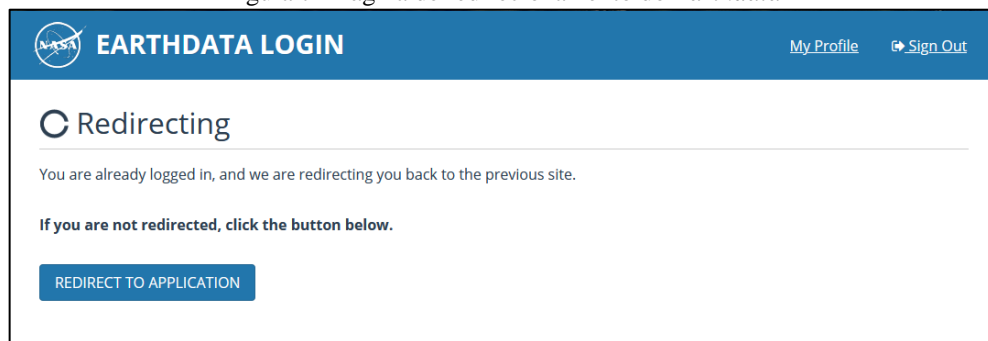 NASA EARTHDATA LOGIN My Profile Sign Out
Redirecting
You are already logged in, and we are redirecting you back to the previous site.
If you are not redirected, click the button below.
REDIRECT TO APPLICATION